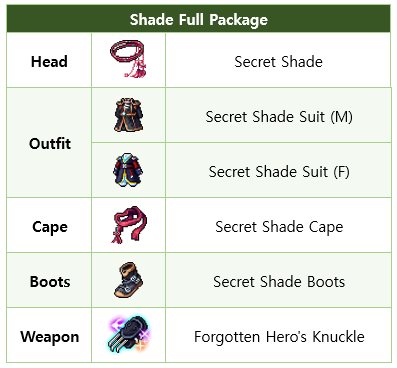 Shade Full Package
Head Secret Shade
Outfit
Secret Shade Suit (M)
Secret Shade Suit (F)
Cape Secret Shade Cape
Boots Secret Shade Boots
Weapon Forgotten Hero's Knuckle